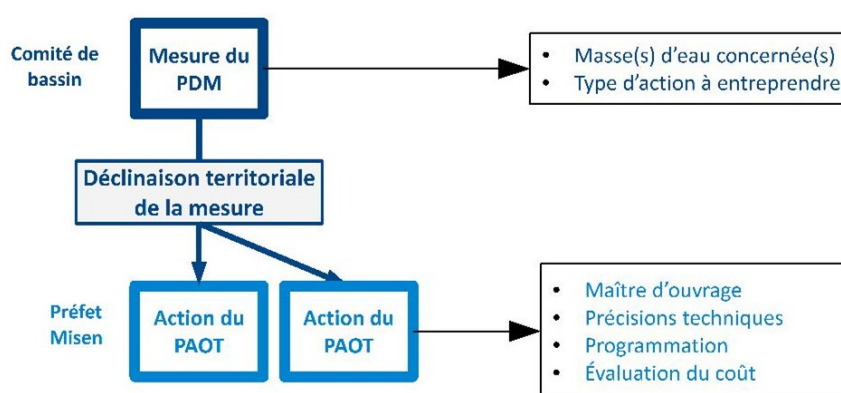 Comité de
bassin
Mesure du
PDM
• Masse(s) d’eau concernée(s)
• Type d’action à entreprendre
Déclinaison territoriale
de la mesure
Préfet
Misen
Action du
PAOT
Action du
PAOT
• Maître d’ouvrage
• Précisions techniques
• Programmation
• Évaluation du coût